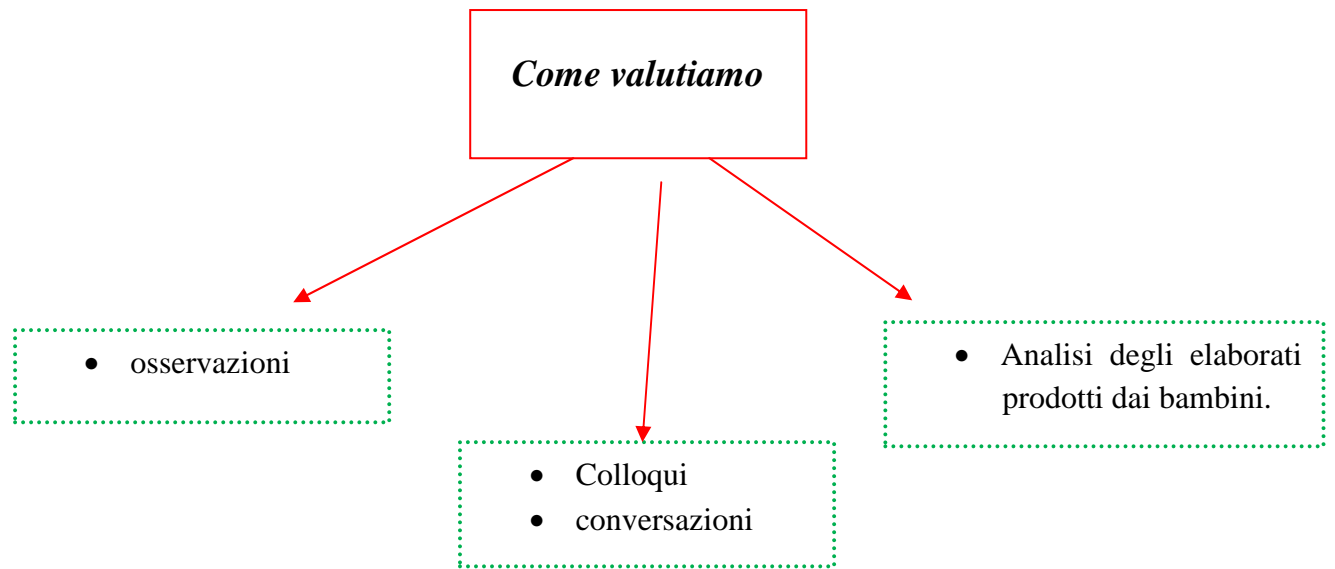 Come valutiamo
• osservazioni
• Colloqui
• conversazioni
• Analisi degli elaborati
prodotti dai bambini.